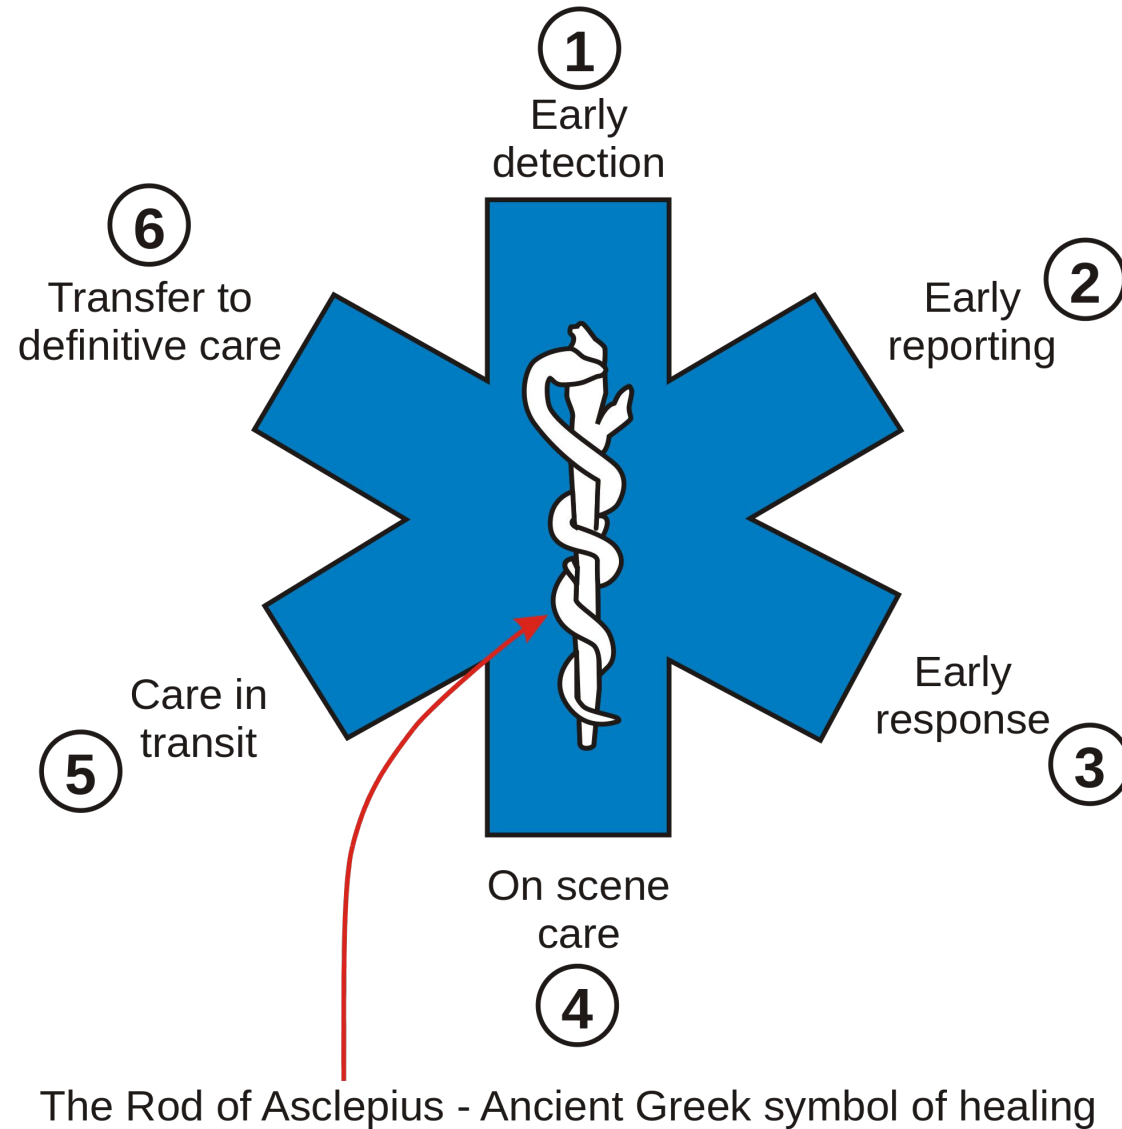 1
Early
detection
2
Early
reporting
3
Early
response
4
On scene
care
5
Care in
transit
6
Transfer to
definitive care
The Rod of Asclepius - Ancient Greek symbol of healing